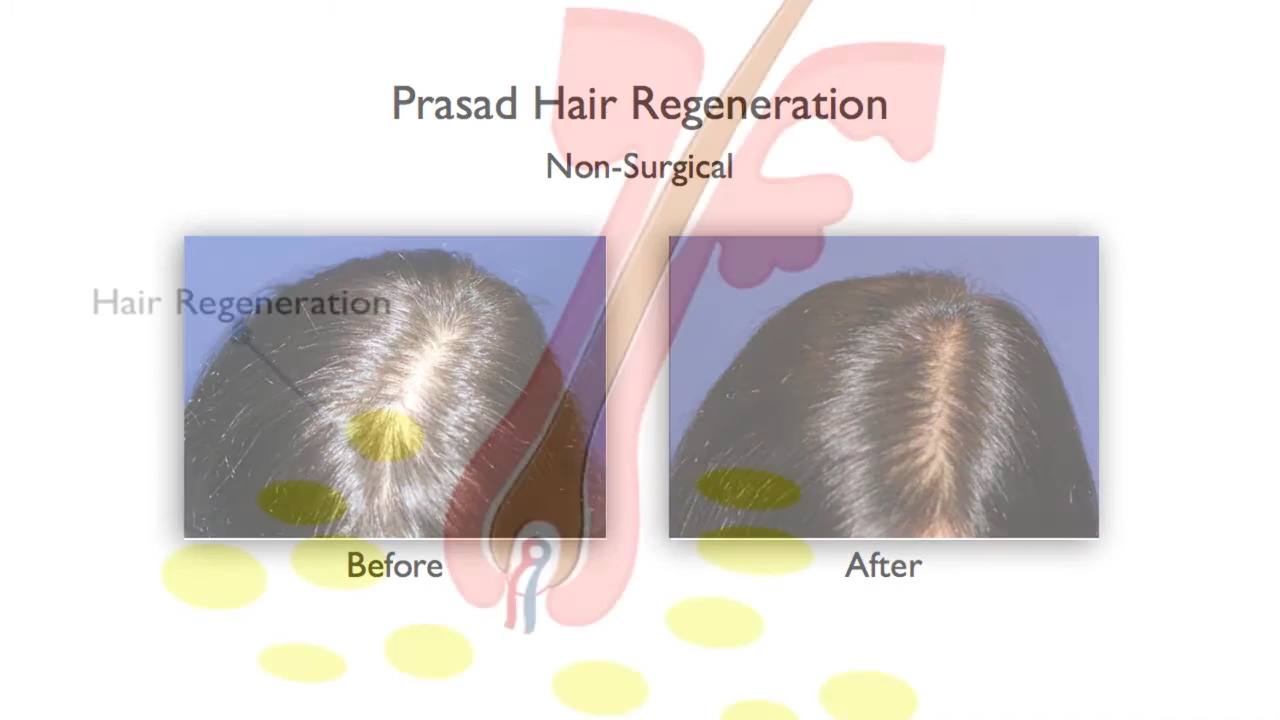 Prasad Hair Regeneration
Non-Surgical
Hair Regeneration
Before
After